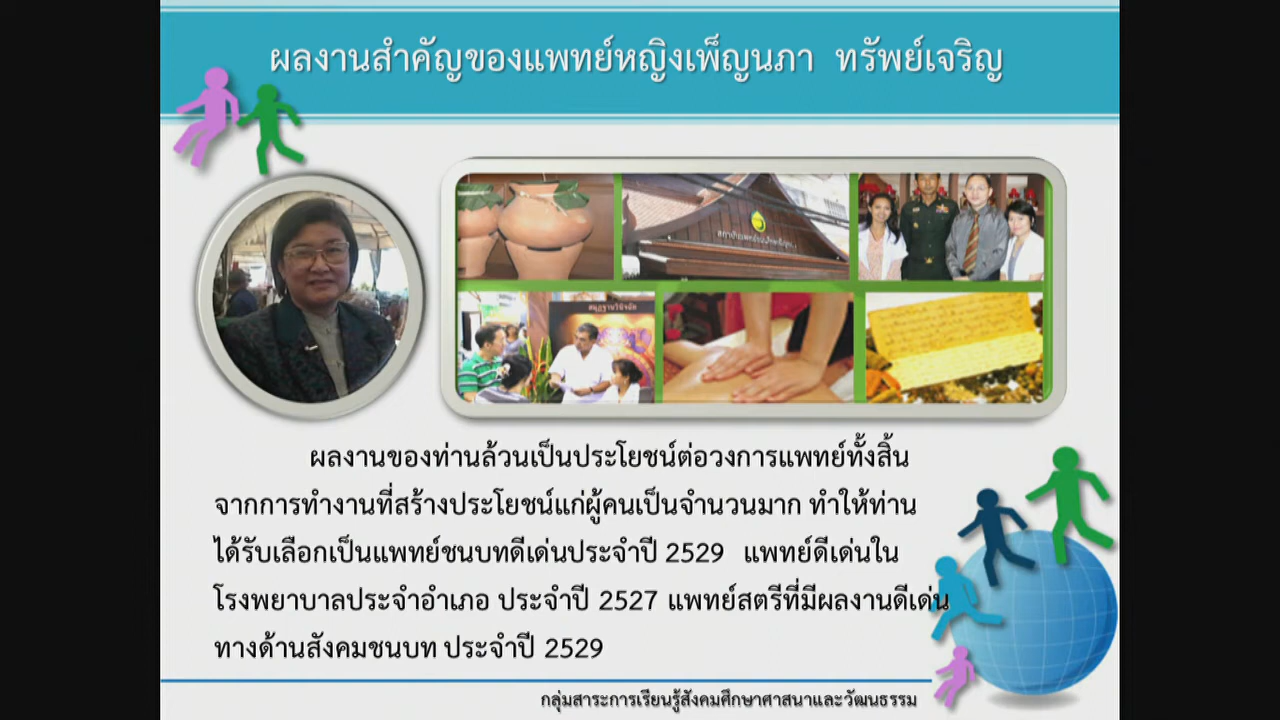 ผลงานสำคัญของแพทย์หญิงเพ็ญนภา ทรัพย์เจริญ
สมุฏฐานวินิจฉัย
ผลงานของท่านล้วนเป็นประโยชน์ต่อวงการแพทย์ทั้งสิ้น
จากการทำงานที่สร้างประโยชน์แก่ผู้คนเป็นจำนวนมาก ทำให้ท่าน
ได้รับเลือกเป็นแพทย์ชนบทดีเด่นประจำปี 2529 แพทย์ดีเด่นใน
โรงพยาบาลประจำอำเภอ ประจำปี 2527 แพทย์สตรีที่มีผลงานดีเด่น
ทางด้านสังคมชนบท ประจำปี 2529
กลุ่มสาระการเรียนรู้สังคมศึกษาศาสนาและวัฒนธรรม